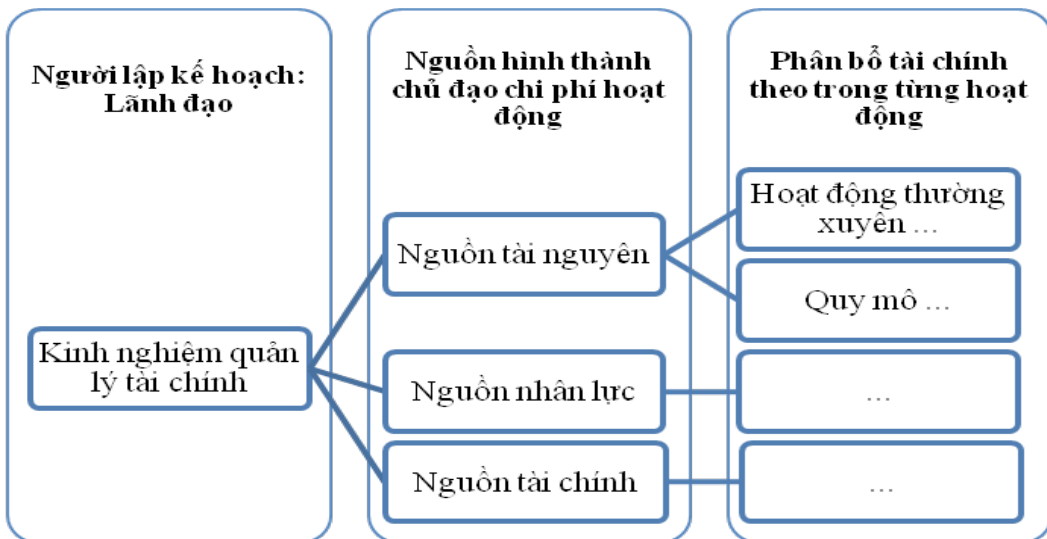 Người lập kế hoạch:
Lãnh đạo
Kinh nghiệm quản
lý tài chính
Nguồn hình thành
chủ đạo chi phí hoạt
động
Nguồn tài nguyên
Nguồn nhân lực
Nguồn tài chính
Phân bổ tài chính
theo trong từng hoạt
động
Hoạt động thường
xuyên ...
Quy mô ...
...
...